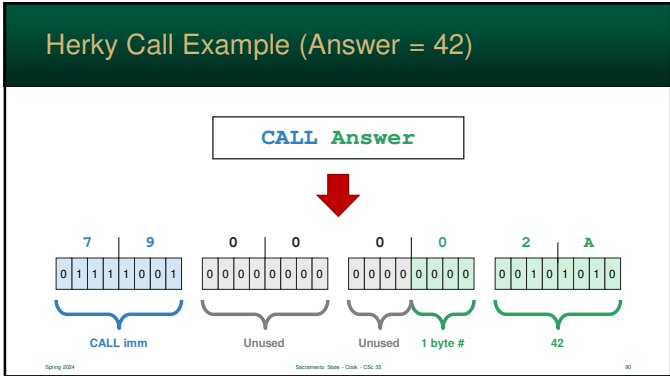 Herky Call Example (Answer = 42)
CALL Answer
7 9 0 0 0 0 2 A
0 1 1 1 1 0 0 1 0 0 0 0 0 0 0 0 0 0 0 0 0 0 0 0 0 0 1 0 1 0 1 0
CALL imm Unused Unused 1 byte # 42
Spring 2024 Sacramento State - Cook - CSc 35 90